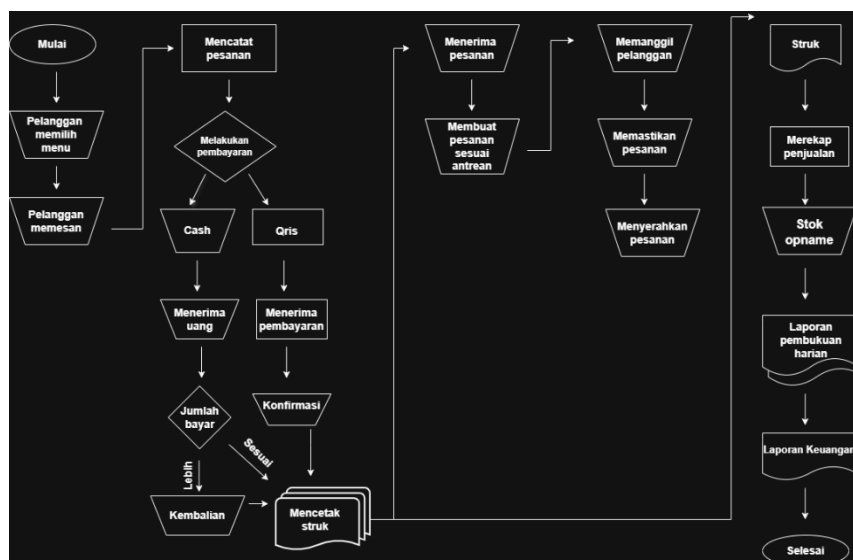 Mulai
Pelanggan
memilih
menu
Pelanggan
memesan
Mencatat
pesanan
Melakukan
pembayaran
Cash
Qris
Menerima
uang
Menerima
pembayaran
Jumlah
bayar
Konfirmasi
Sesuai
Lebih
Kembalian
Mencetak
struk
Menerima
pesanan
Membuat
pesanan
sesuai
antrean
Memanggil
pelanggan
Memastikan
pesanan
Menyerahkan
pesanan
Struk
Merekap
penjualan
Stok
opname
Laporan
pembukuan
harian
Laporan Keuangan
Selesai